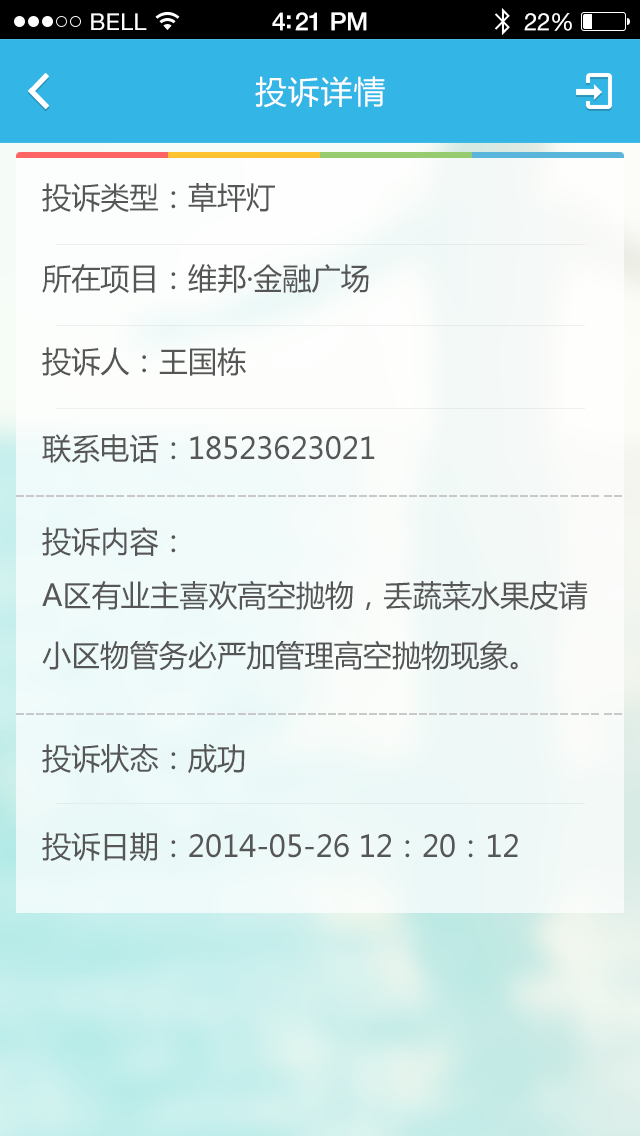 BELL 4:21 PM 22%
投诉详情
投诉类型：草坪灯
所在项目：维邦·金融广场
投诉人：王国栋
联系电话：18523623021
投诉内容：
A区有业主喜欢高空抛物，丢蔬菜水果皮请
小区物管务必严加管理高空抛物现象。
投诉状态：成功
投诉日期：2014-05-26 12：20：12